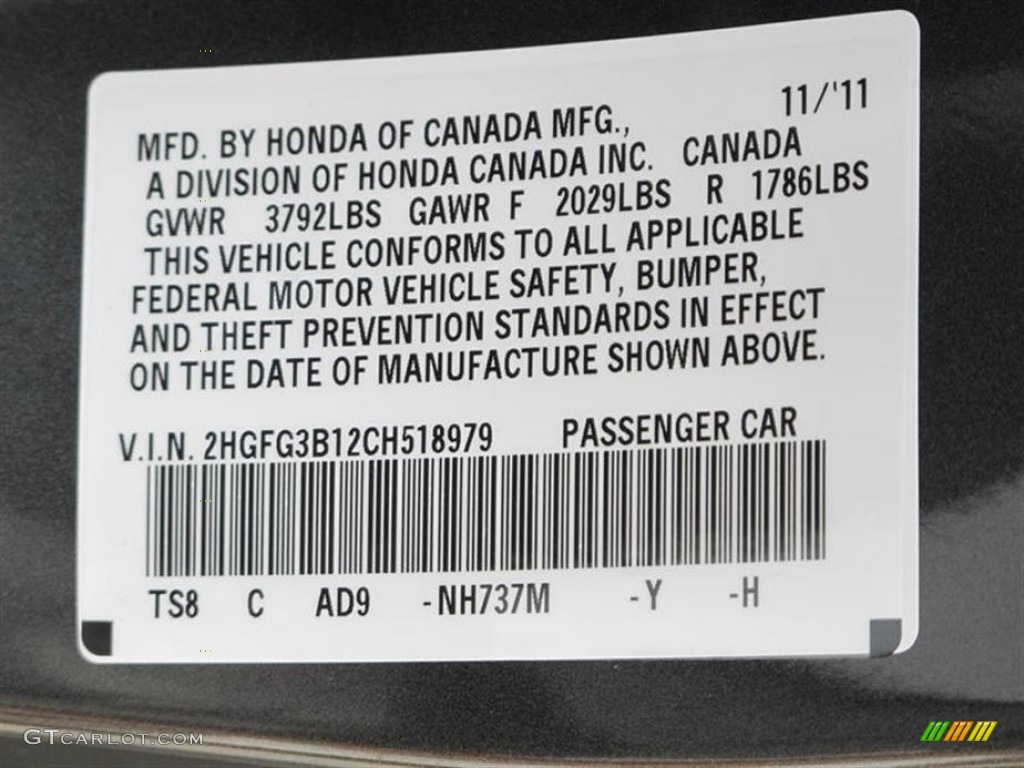 11/'11
MFD. BY HONDA OF CANADA MFG.,
A DIVISION OF HONDA CANADA INC. CANADA
GVWR 3792LBS GAWR F 2029LBS R 1786LBS
THIS VEHICLE CONFORMS TO ALL APPLICABLE
FEDERAL MOTOR VEHICLE SAFETY, BUMPER,
AND THEFT PREVENTION STANDARDS IN EFFECT
ON THE DATE OF MANUFACTURE SHOWN ABOVE.
V.I.N. 2HGFG3B12CH518979 PASSENGER CAR
TS8 C AD9 -NH737M -Y -H
GTCARLOT.COM